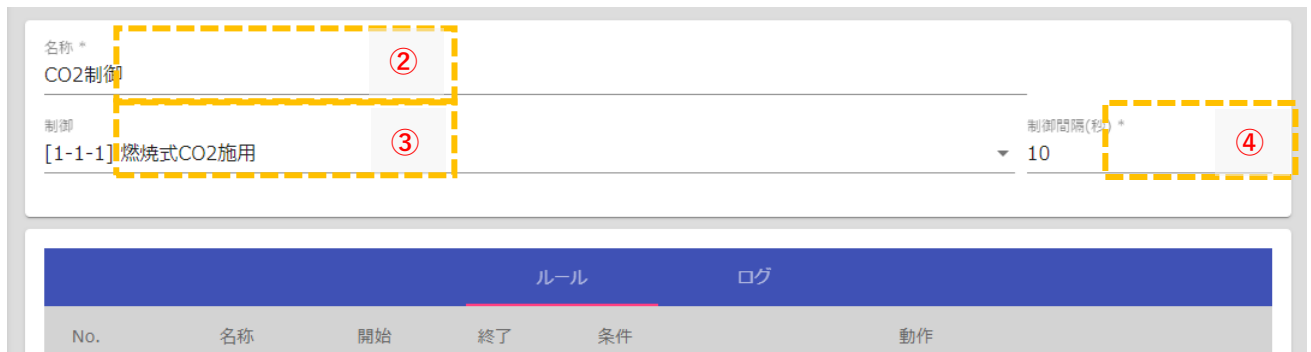 名称 *
CO2制御
②
制御
[1-1-1] 燃焼式CO2施用
③
制御間隔(秒) *
10
④
ルール ログ
No. 名称 開始 終了 条件 動作